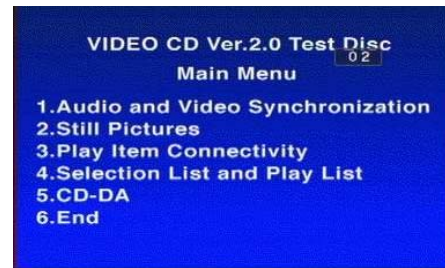 VIDEO CD Ver.2.0 Test Disc
02
Main Menu
1.Audio and Video Synchronization
2.Still Pictures
3.Play Item Connectivity
4.Selection List and Play List
5.CD-DA
6.End